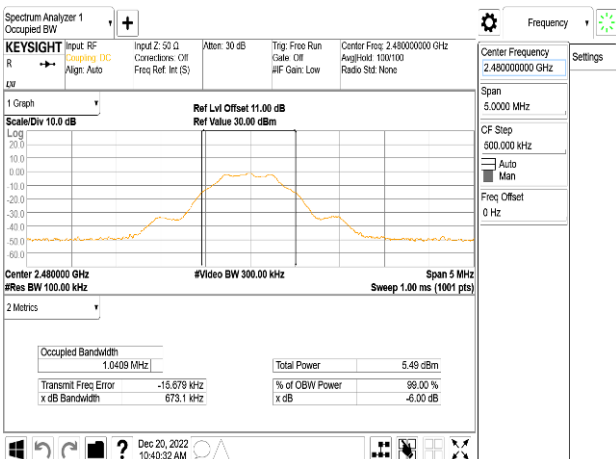 Spectrum Analyzer 1
Occupied BW
Frequency
KEYSIGHT
R
Input: RF
Coupling: DC
Align: Auto
Input Z: 50 Ω
Corrections: Off
Freq Ref: Int (S)
Atten: 30 dB
Trig: Free Run
Gate: Off
#IF Gain: Low
Center Freq: 2.480000000 GHz
Avg|Hold: 100/100
Radio Std: None
Center Frequency
2.480000000 GHz
Settings
Span
5.0000 MHz
CF Step
500.000 kHz
Auto
Man
Freq Offset
0 Hz
1 Graph
Scale/Div 10.0 dB
Ref Lvl Offset 11.00 dB
Ref Value 30.00 dBm
Log
20.0
10.0
0.00
-10.0
-20.0
-30.0
-40.0
-50.0
-60.0
Center 2.480000 GHz
#Res BW 100.00 kHz
#Video BW 300.00 kHz
Span 5 MHz
Sweep 1.00 ms (1001 pts)
2 Metrics
Occupied Bandwidth
1.0409 MHz
Total Power 5.49 dBm
Transmit Freq Error -15.679 kHz
% of OBW Power 99.00 %
x dB Bandwidth 673.1 kHz
x dB -6.00 dB
?
Dec 20, 2022
10:40:32 AM